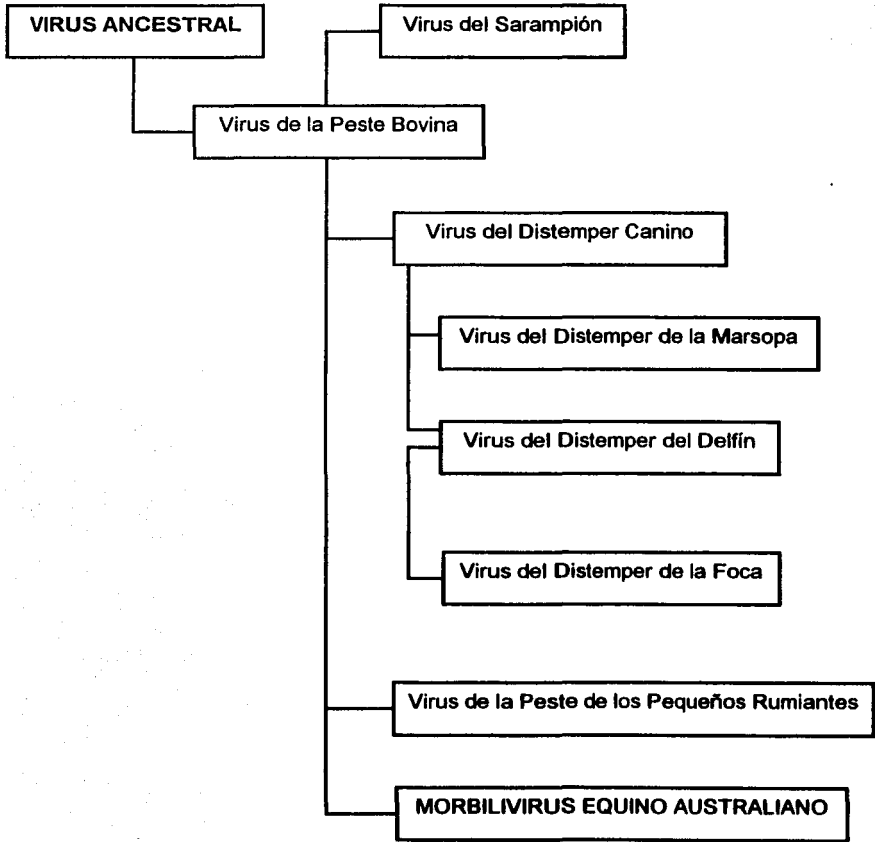 VIRUS ANCESTRAL
Virus del Sarampión
Virus de la Peste Bovina
Virus del Distemper Canino
Virus del Distemper de la Marsopa
Virus del Distemper del Delfín
Virus del Distemper de la Foca
Virus de la Peste de los Pequeños Rumiantes
MORBILIVIRUS EQUINO AUSTRALIANO